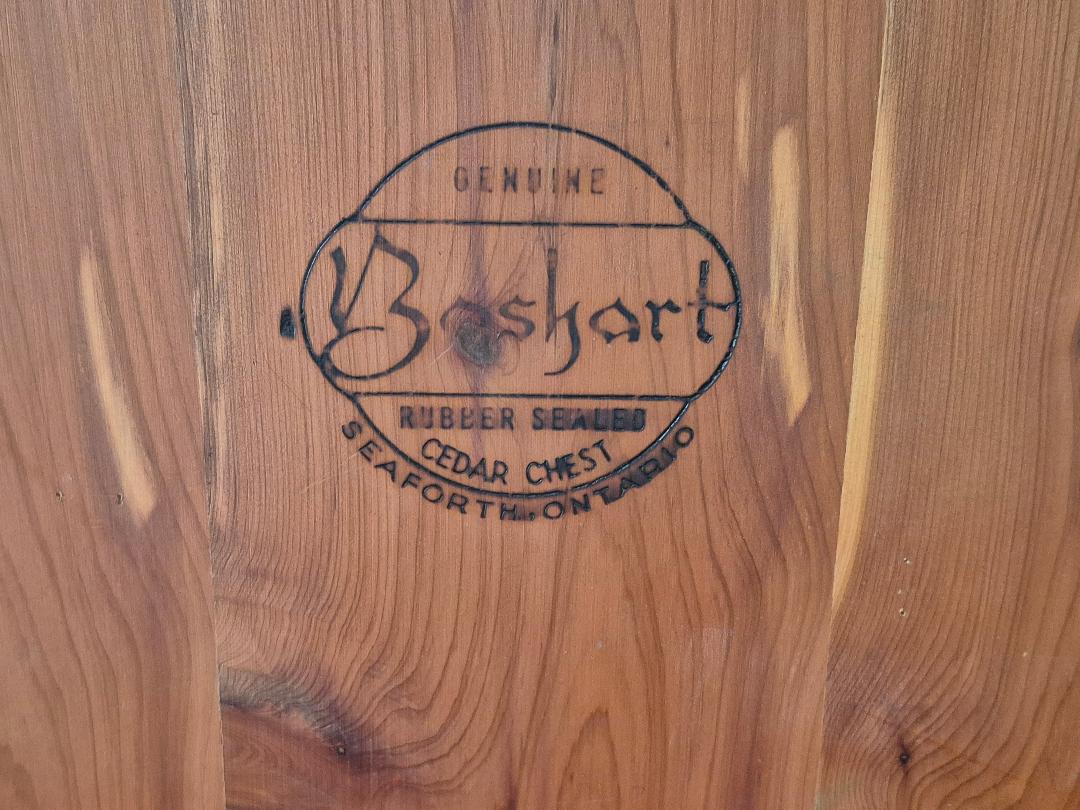 GENUINE
Boshart
RUBBER SEALED
CEDAR CHEST
SEAFORTH, ONTARIO